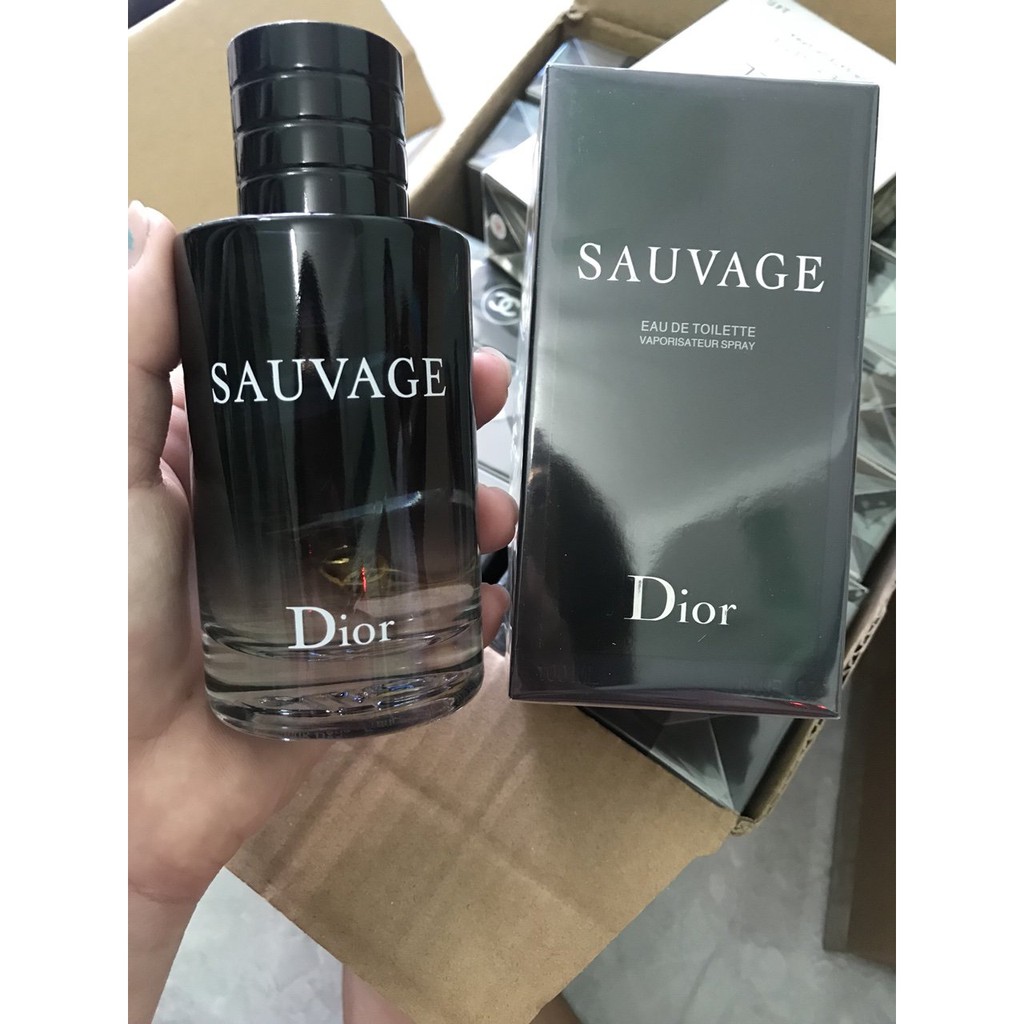 SAUVAGE
Dior
SAUVAGE
EAU DE TOILETTE
VAPORISATEUR SPRAY
Dior